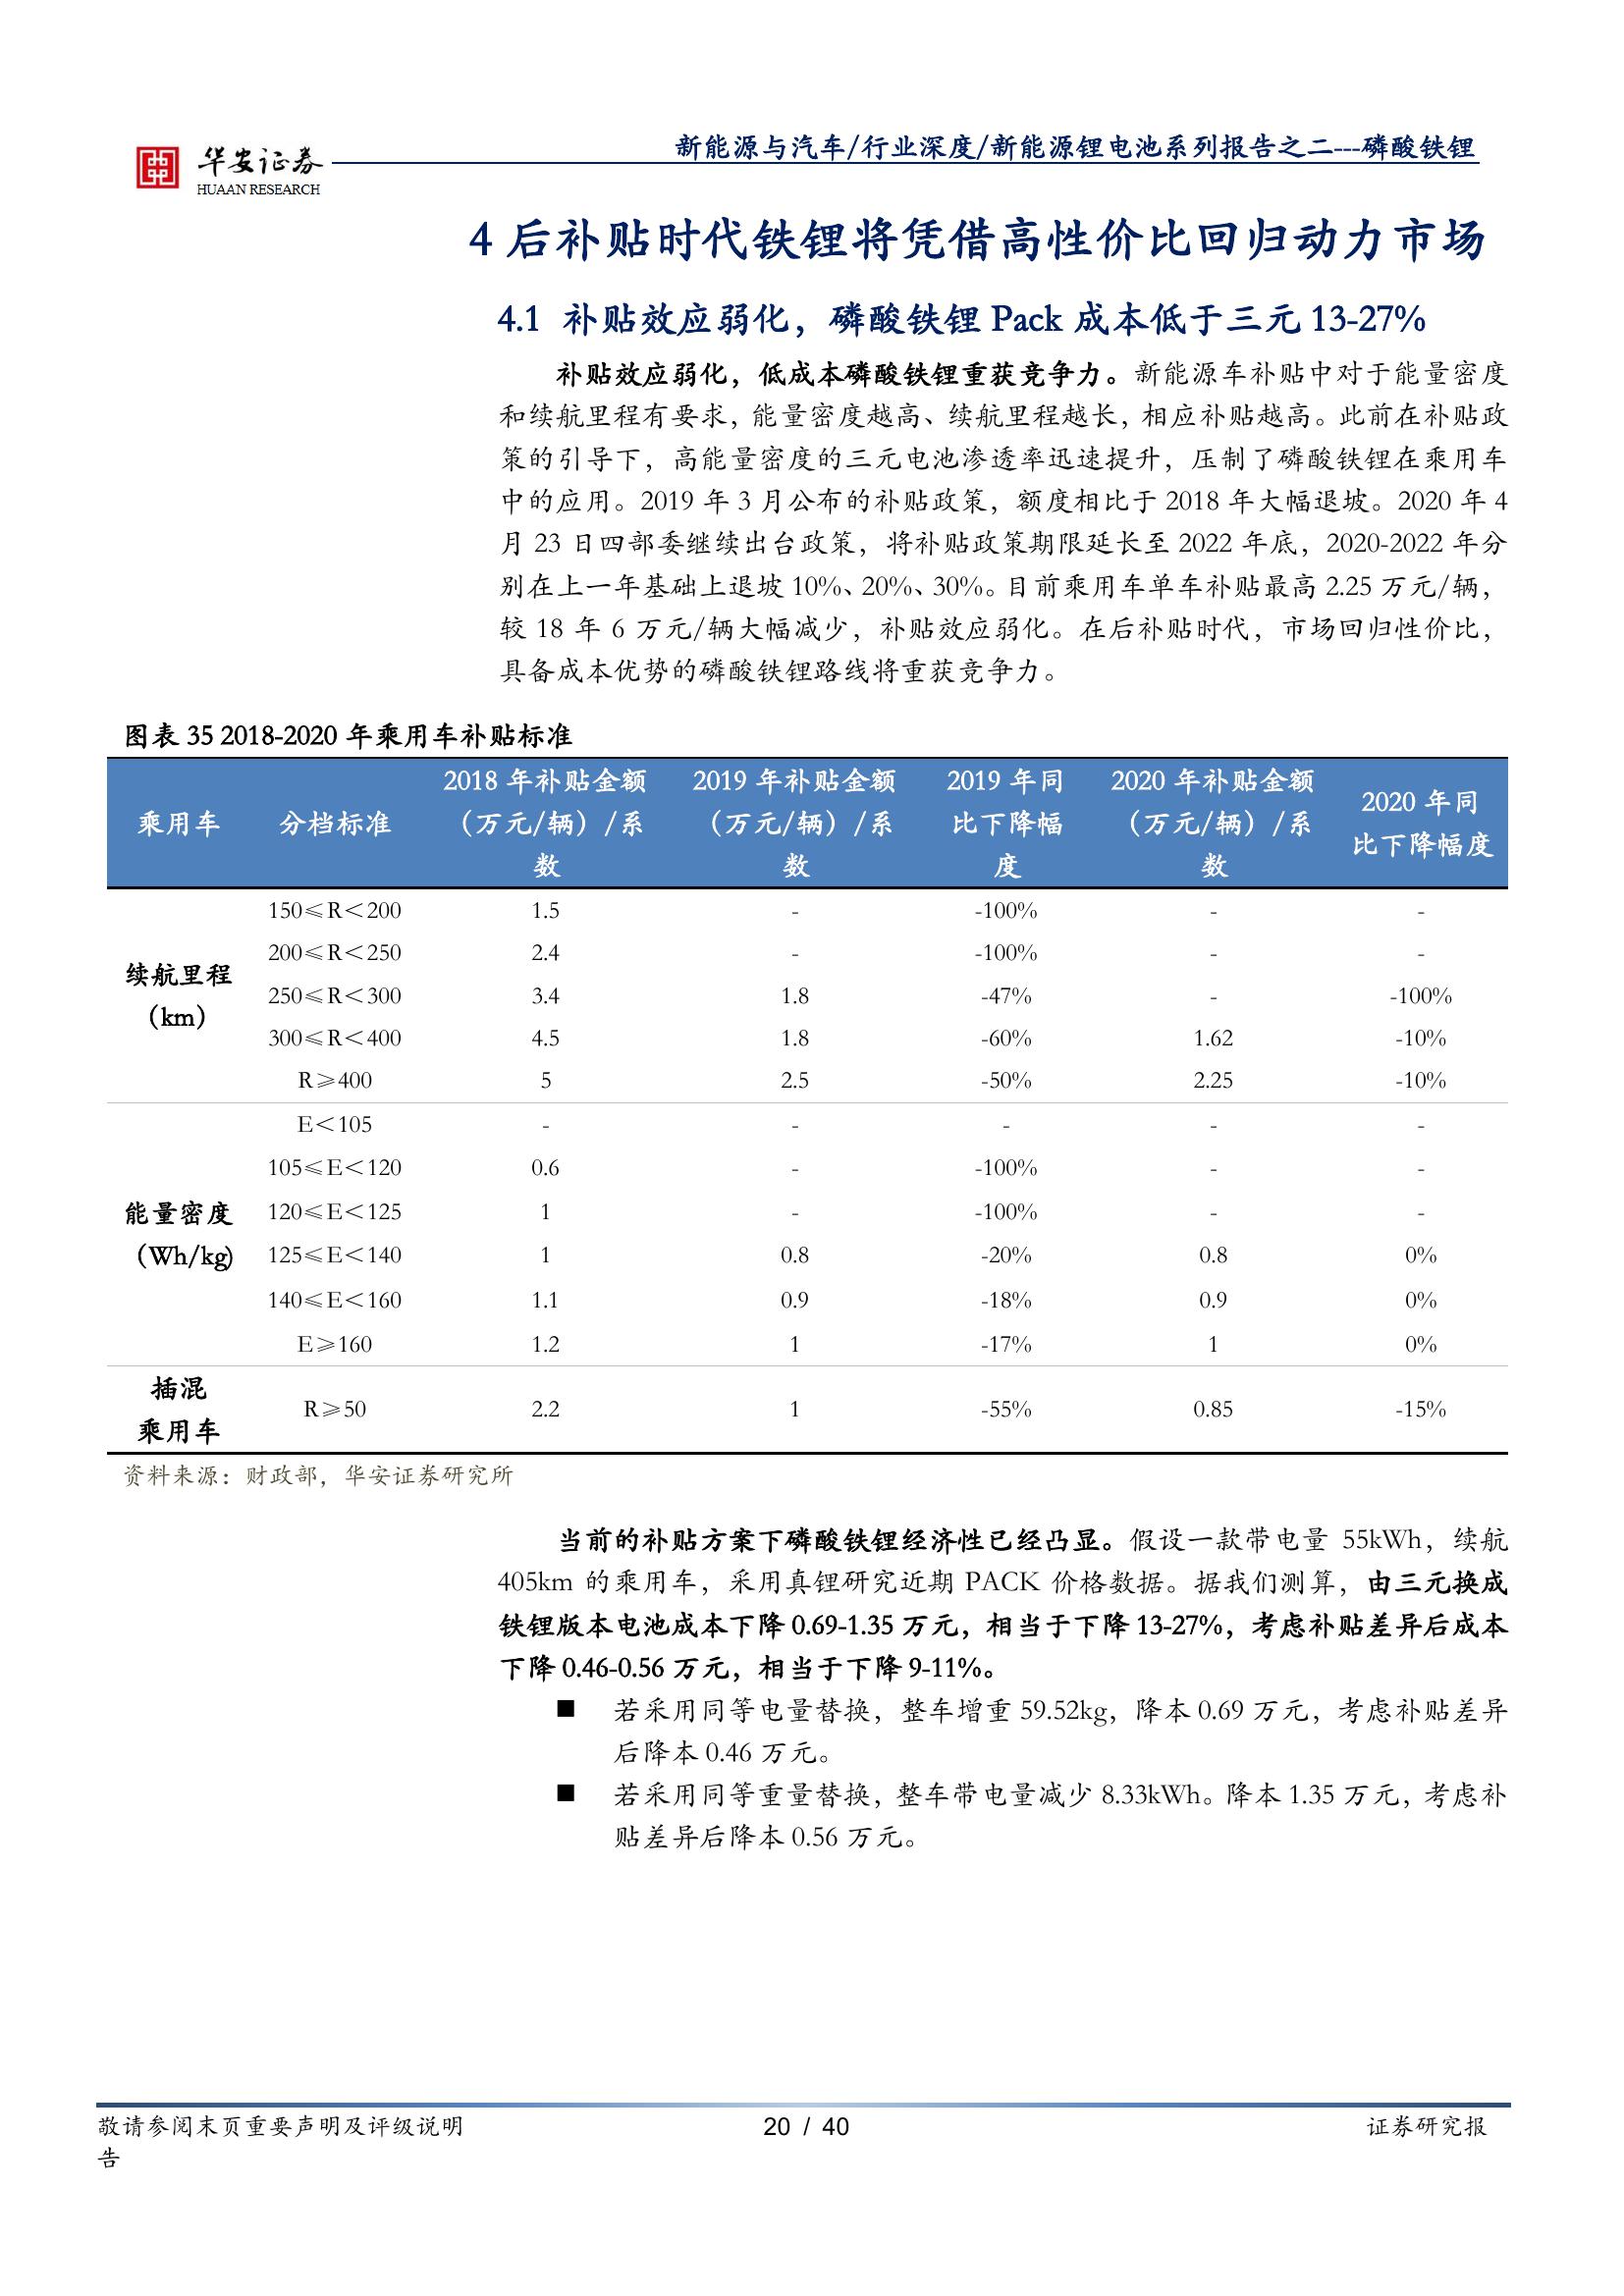 华安证券
HUAAN RESEARCH
新能源与汽车/行业深度/新能源锂电池系列报告之二---磷酸铁锂
4 后补贴时代铁锂将凭借高性价比回归动力市场
4.1 补贴效应弱化，磷酸铁锂 Pack 成本低于三元 13-27%
补贴效应弱化，低成本磷酸铁锂重获竞争力。新能源车补贴中对于能量密度
和续航里程有要求，能量密度越高、续航里程越长，相应补贴越高。此前在补贴政
策的引导下，高能量密度的三元电池渗透率迅速提升，压制了磷酸铁锂在乘用车
中的应用。2019 年 3 月公布的补贴政策，额度相比于 2018 年大幅退坡。2020 年 4
月 23 日四部委继续出台政策，将补贴政策期限延长至 2022 年底，2020-2022 年分
别在上一年基础上退坡 10%、20%、30%。目前乘用车单车补贴最高 2.25 万元/辆，
较 18 年 6 万元/辆大幅减少，补贴效应弱化。在后补贴时代，市场回归性价比，
具备成本优势的磷酸铁锂路线将重获竞争力。
图表 35 2018-2020 年乘用车补贴标准
乘用车 分档标准 2018 年补贴金额（万元/辆）/系数 2019 年补贴金额（万元/辆）/系数 2019 年同比下降幅度 2020 年补贴金额（万元/辆）/系数 2020 年同比下降幅度
续航里程（km）
150≤R＜200 1.5 - -100% - -
200≤R＜250 2.4 - -100% - -
250≤R＜300 3.4 1.8 -47% - -100%
300≤R＜400 4.5 1.8 -60% 1.62 -10%
R≥400 5 2.5 -50% 2.25 -10%
能量密度（Wh/kg）
E＜105 - - - - -
105≤E＜120 0.6 - -100% - -
120≤E＜125 1 - -100% - -
125≤E＜140 1 0.8 -20% 0.8 0%
140≤E＜160 1.1 0.9 -18% 0.9 0%
E≥160 1.2 1 -17% 1 0%
插混乘用车 R≥50 2.2 1 -55% 0.85 -15%
资料来源：财政部，华安证券研究所
当前的补贴方案下磷酸铁锂经济性已经凸显。假设一款带电量 55kWh，续航
405km 的乘用车，采用真锂研究近期 PACK 价格数据。据我们测算，由三元换成
铁锂版本电池成本下降 0.69-1.35 万元，相当于下降 13-27%，考虑补贴差异后成本
下降 0.46-0.56 万元，相当于下降 9-11%。
■ 若采用同等电量替换，整车增重 59.52kg，降本 0.69 万元，考虑补贴差异
后降本 0.46 万元。
■ 若采用同等重量替换，整车带电量减少 8.33kWh。降本 1.35 万元，考虑补
贴差异后降本 0.56 万元。
敬请参阅末页重要声明及评级说明 20 / 40 证券研究报
告